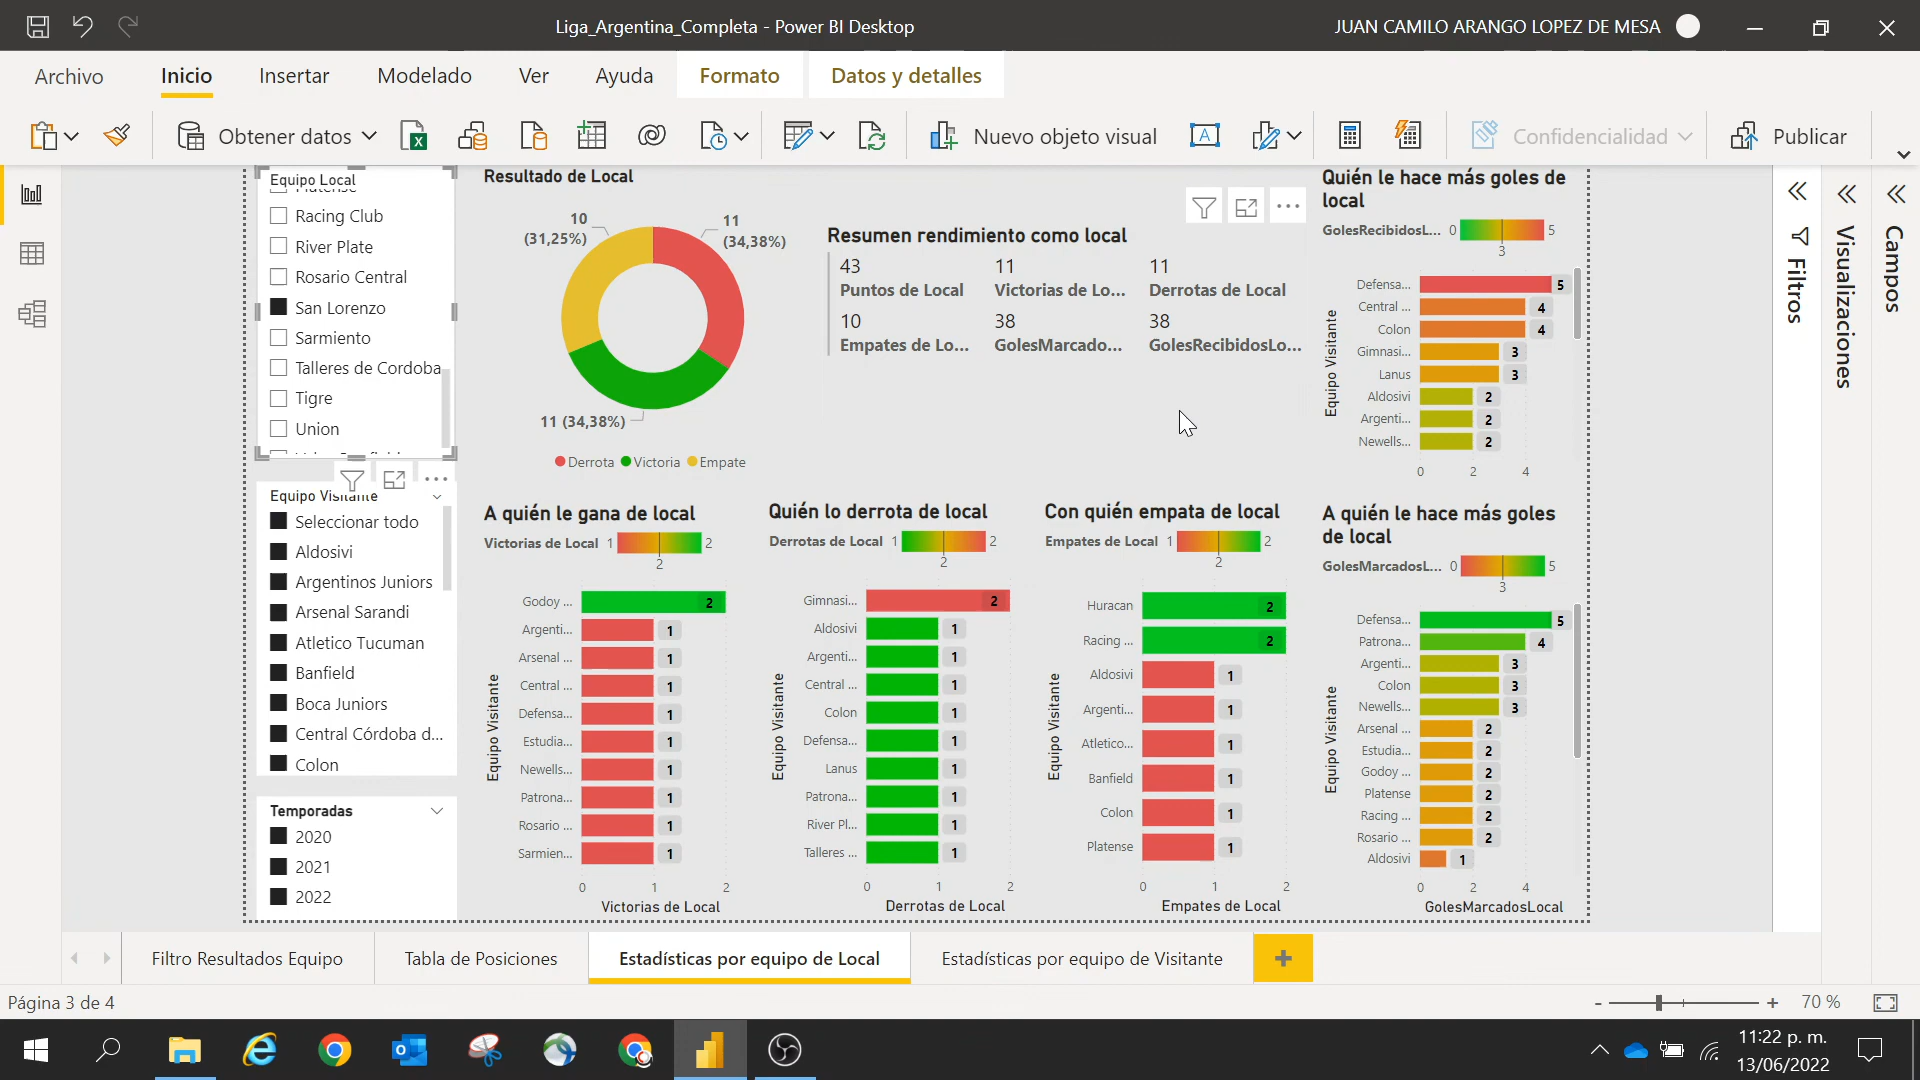 Liga_Argentina_Completa - Power BI Desktop
JUAN CAMILO ARANGO LOPEZ DE MESA
Archivo
Inicio
Insertar
Modelado
Ver
Ayuda
Formato
Datos y detalles
Obtener datos
Nuevo objeto visual
Confidencialidad
Publicar
Equipo Local
Platense
Racing Club
River Plate
Rosario Central
San Lorenzo
Sarmiento
Talleres de Cordoba
Tigre
Union
Equipo Visitante
Seleccionar todo
Aldosivi
Argentinos Juniors
Arsenal Sarandi
Atletico Tucuman
Banfield
Boca Juniors
Central Córdoba d...
Colon
Temporadas
2020
2021
2022
Resultado de Local
10
(31,25%)
11
(34,38%)
11 (34,38%)
Derrota
Victoria
Empate
Resumen rendimiento como local
43
Puntos de Local
11
Victorias de Lo...
11
Derrotas de Local
10
Empates de Lo...
38
GolesMarcado...
38
GolesRecibidosLo...
Quién le hace más goles de
local
GolesRecibidosL... 0 5
3
Equipo Visitante
Defensa... 5
Central ... 4
Colon 4
Gimnasi... 3
Lanus 3
Aldosivi 2
Argenti... 2
Newells... 2
0 2 4
A quién le gana de local
Victorias de Local 1 2
2
Equipo Visitante
Godoy ... 2
Argenti... 1
Arsenal ... 1
Central ... 1
Defensa... 1
Estudia... 1
Newells... 1
Patrona... 1
Rosario ... 1
Sarmien... 1
0 1 2
Victorias de Local
Quién lo derrota de local
Derrotas de Local 1 2
2
Equipo Visitante
Gimnasi... 2
Aldosivi 1
Argenti... 1
Central ... 1
Colon 1
Defensa... 1
Lanus 1
Patrona... 1
River Pl... 1
Talleres ... 1
0 1 2
Derrotas de Local
Con quién empata de local
Empates de Local 1 2
2
Equipo Visitante
Huracan 2
Racing ... 2
Aldosivi 1
Argenti... 1
Atletico... 1
Banfield 1
Colon 1
Platense 1
0 1 2
Empates de Local
A quién le hace más goles
de local
GolesMarcadosL... 0 5
3
Equipo Visitante
Defensa... 5
Patrona... 4
Argenti... 3
Colon 3
Newells... 3
Arsenal ... 2
Estudia... 2
Godoy ... 2
Platense 2
Racing ... 2
Rosario ... 2
Aldosivi 1
0 2 4
GolesMarcadosLocal
Filtros
Visualizaciones
Campos
Filtro Resultados Equipo
Tabla de Posiciones
Estadísticas por equipo de Local
Estadísticas por equipo de Visitante
Página 3 de 4
70 %
11:22 p. m.
13/06/2022